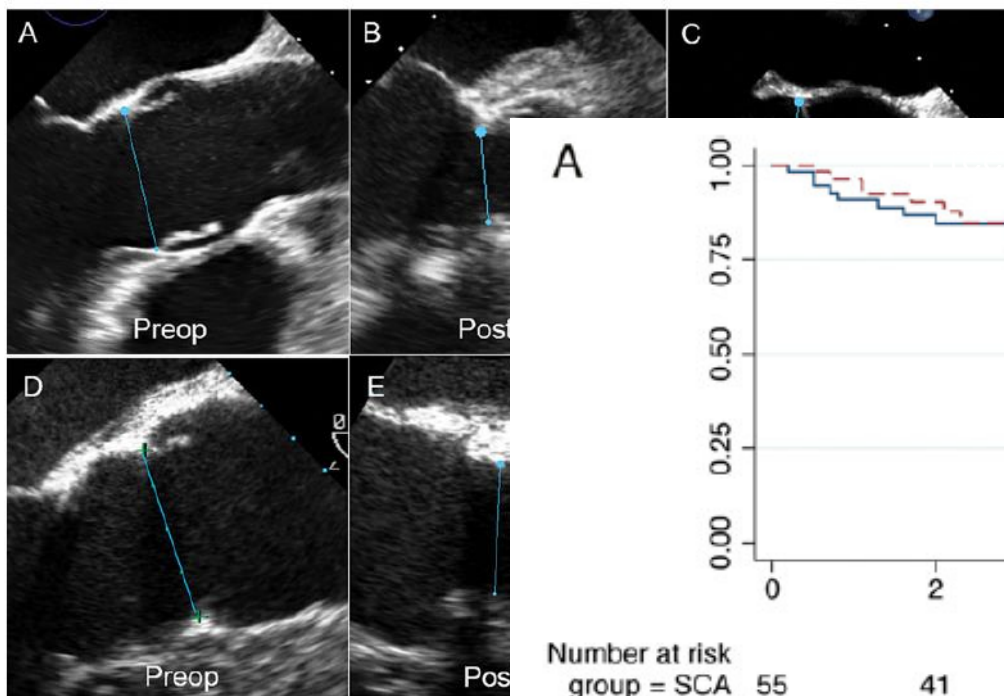 A
B
C
Preop
Post
D
E
Preop
Post
A
1.00
0.75
0.50
0.25
0.00
0 2
Number at risk
group = SCA 55 41